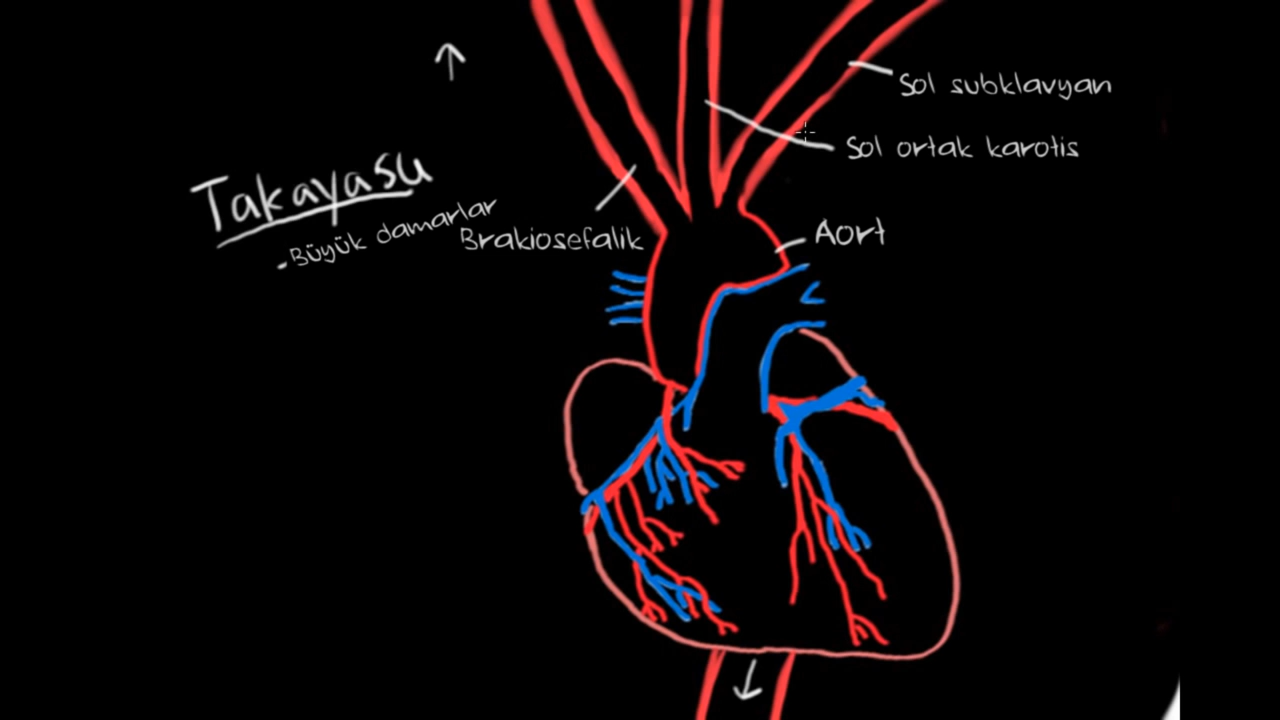 Sol subklavyan
Sol ortak karotis
Takayasu
- Büyük damarlar
Brakiosefalik
Aort